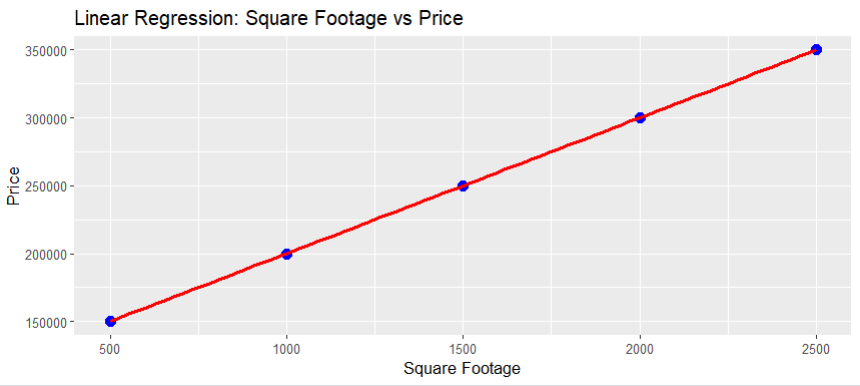 Linear Regression: Square Footage vs Price
350000
300000
250000
200000
150000
Price
500 1000 1500 2000 2500
Square Footage